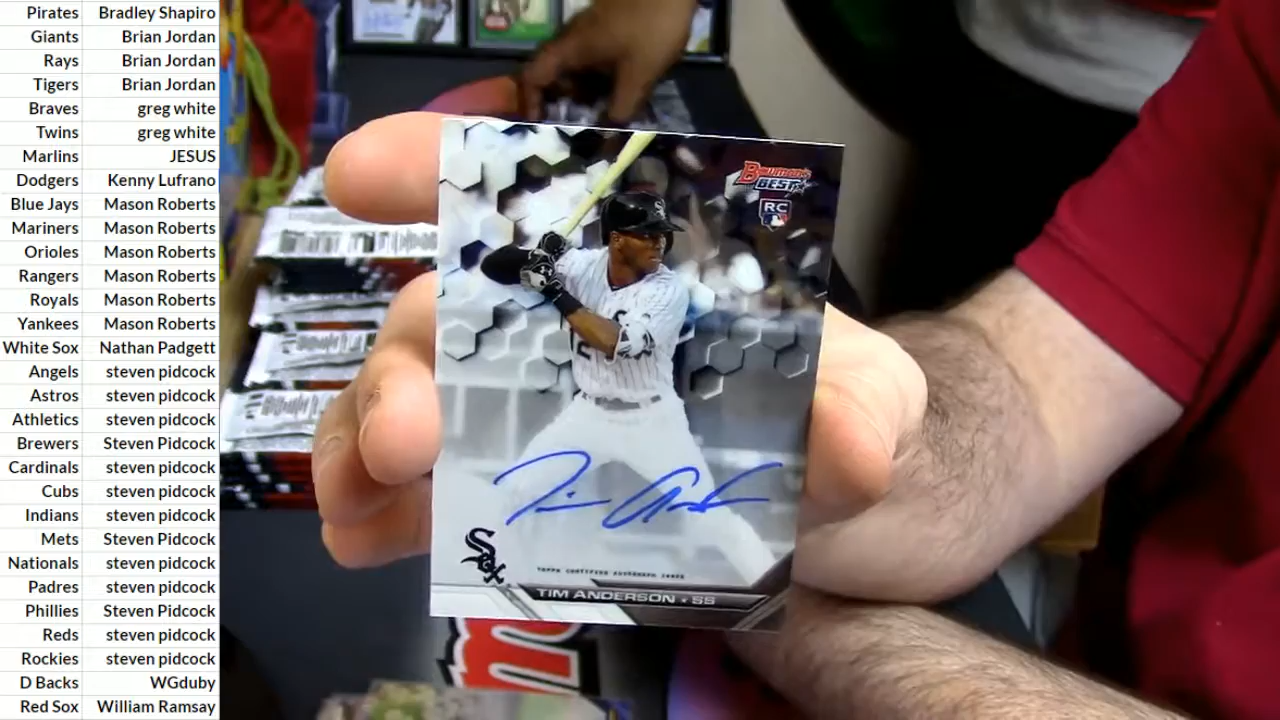 Pirates Bradley Shapiro
Giants Brian Jordan
Rays Brian Jordan
Tigers Brian Jordan
Braves greg white
Twins greg white
Marlins JESUS
Dodgers Kenny Lufrano
Blue Jays Mason Roberts
Mariners Mason Roberts
Orioles Mason Roberts
Rangers Mason Roberts
Royals Mason Roberts
Yankees Mason Roberts
White Sox Nathan Padgett
Angels steven pidcock
Astros steven pidcock
Athletics steven pidcock
Brewers Steven Pidcock
Cardinals steven pidcock
Cubs steven pidcock
Indians steven pidcock
Mets Steven Pidcock
Nationals steven pidcock
Padres steven pidcock
Phillies Steven Pidcock
Reds steven pidcock
Rockies steven pidcock
D Backs WGduby
Red Sox William Ramsay
Bowman's
BEST
RC
Sox
TOPPS CERTIFIED AUTOGRAPH ISSUE
TIM ANDERSON • SS